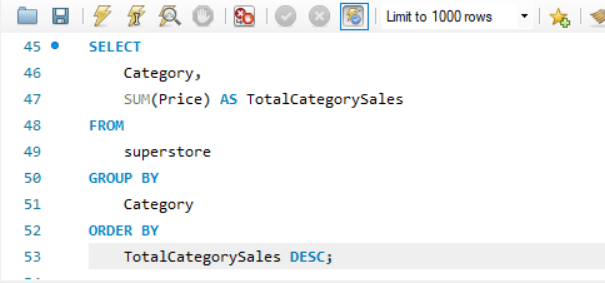 Limit to 1000 rows
45 SELECT
46 Category,
47 SUM(Price) AS TotalCategorySales
48 FROM
49 superstore
50 GROUP BY
51 Category
52 ORDER BY
53 TotalCategorySales DESC;